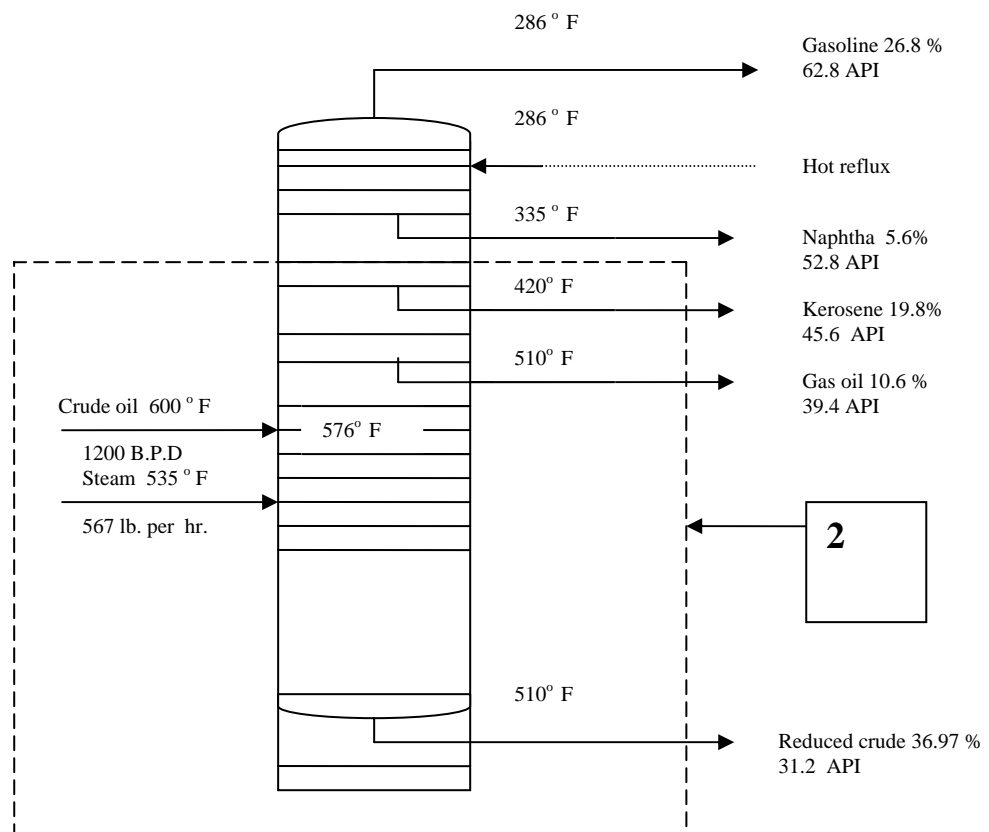 286 ° F
Gasoline 26.8 %
62.8 API
286 ° F
Hot reflux
335 ° F
Naphtha 5.6%
52.8 API
420° F
Kerosene 19.8%
45.6 API
510° F
Gas oil 10.6 %
39.4 API
Crude oil 600 ° F
576° F
1200 B.P.D
Steam 535 ° F
567 lb. per hr.
2
510° F
Reduced crude 36.97 %
31.2 API